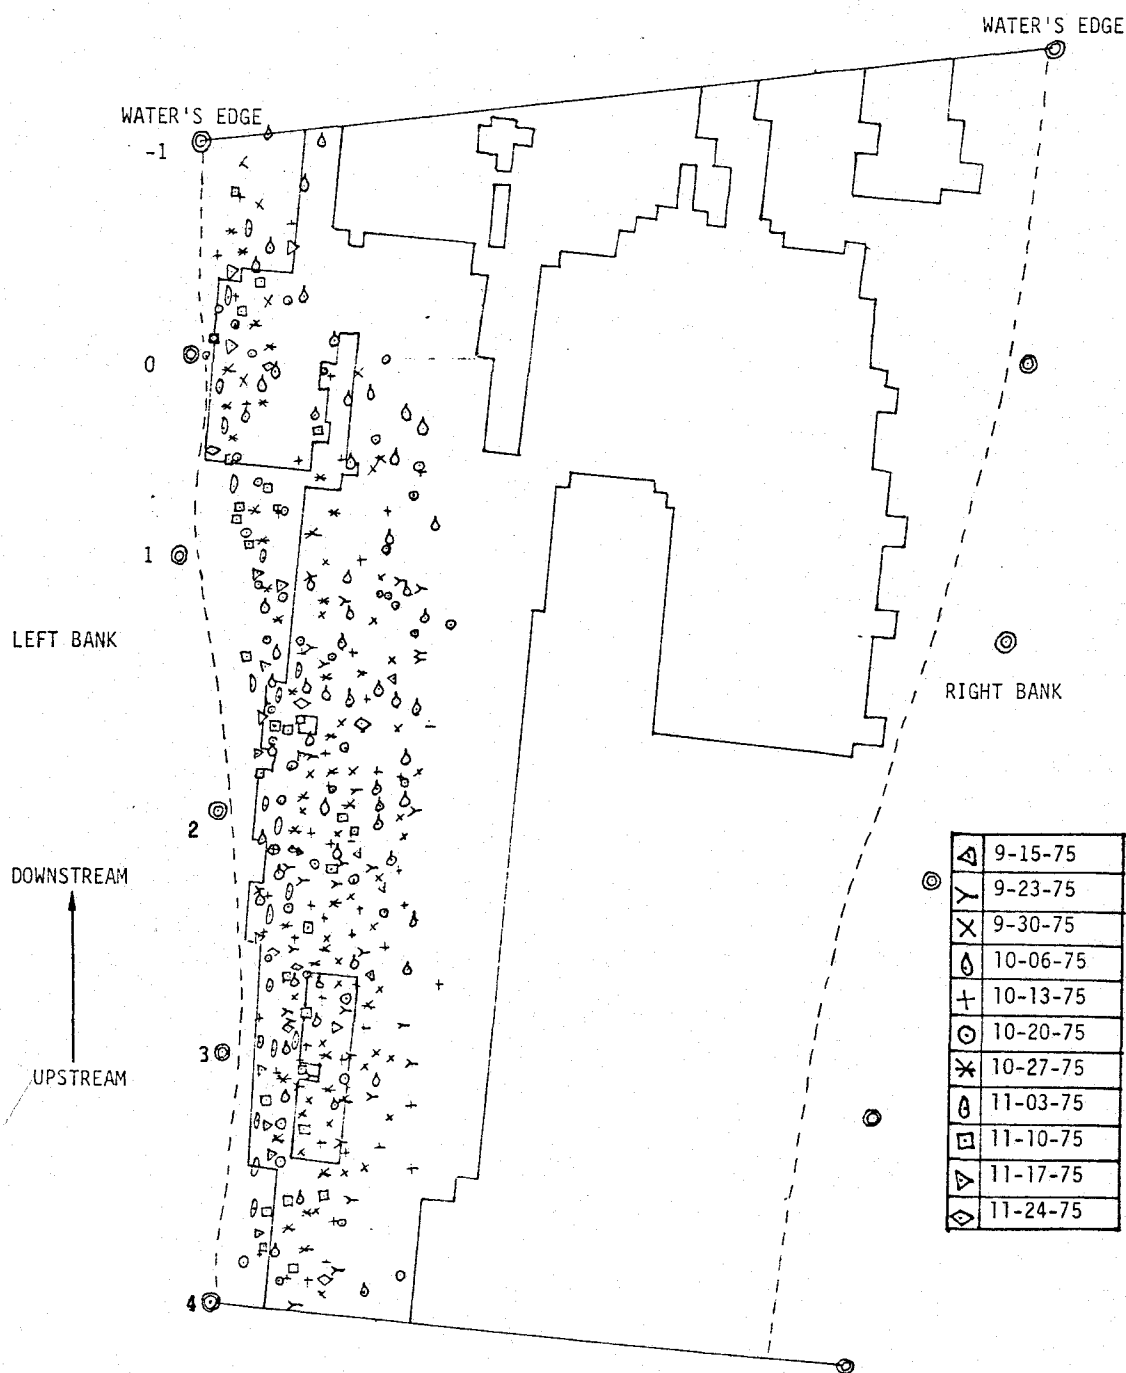 WATER'S EDGE
WATER'S EDGE
-1
0
1
LEFT BANK
RIGHT BANK
2
DOWNSTREAM
3
UPSTREAM
4
9-15-75
9-23-75
9-30-75
10-06-75
10-13-75
10-20-75
10-27-75
11-03-75
11-10-75
11-17-75
11-24-75